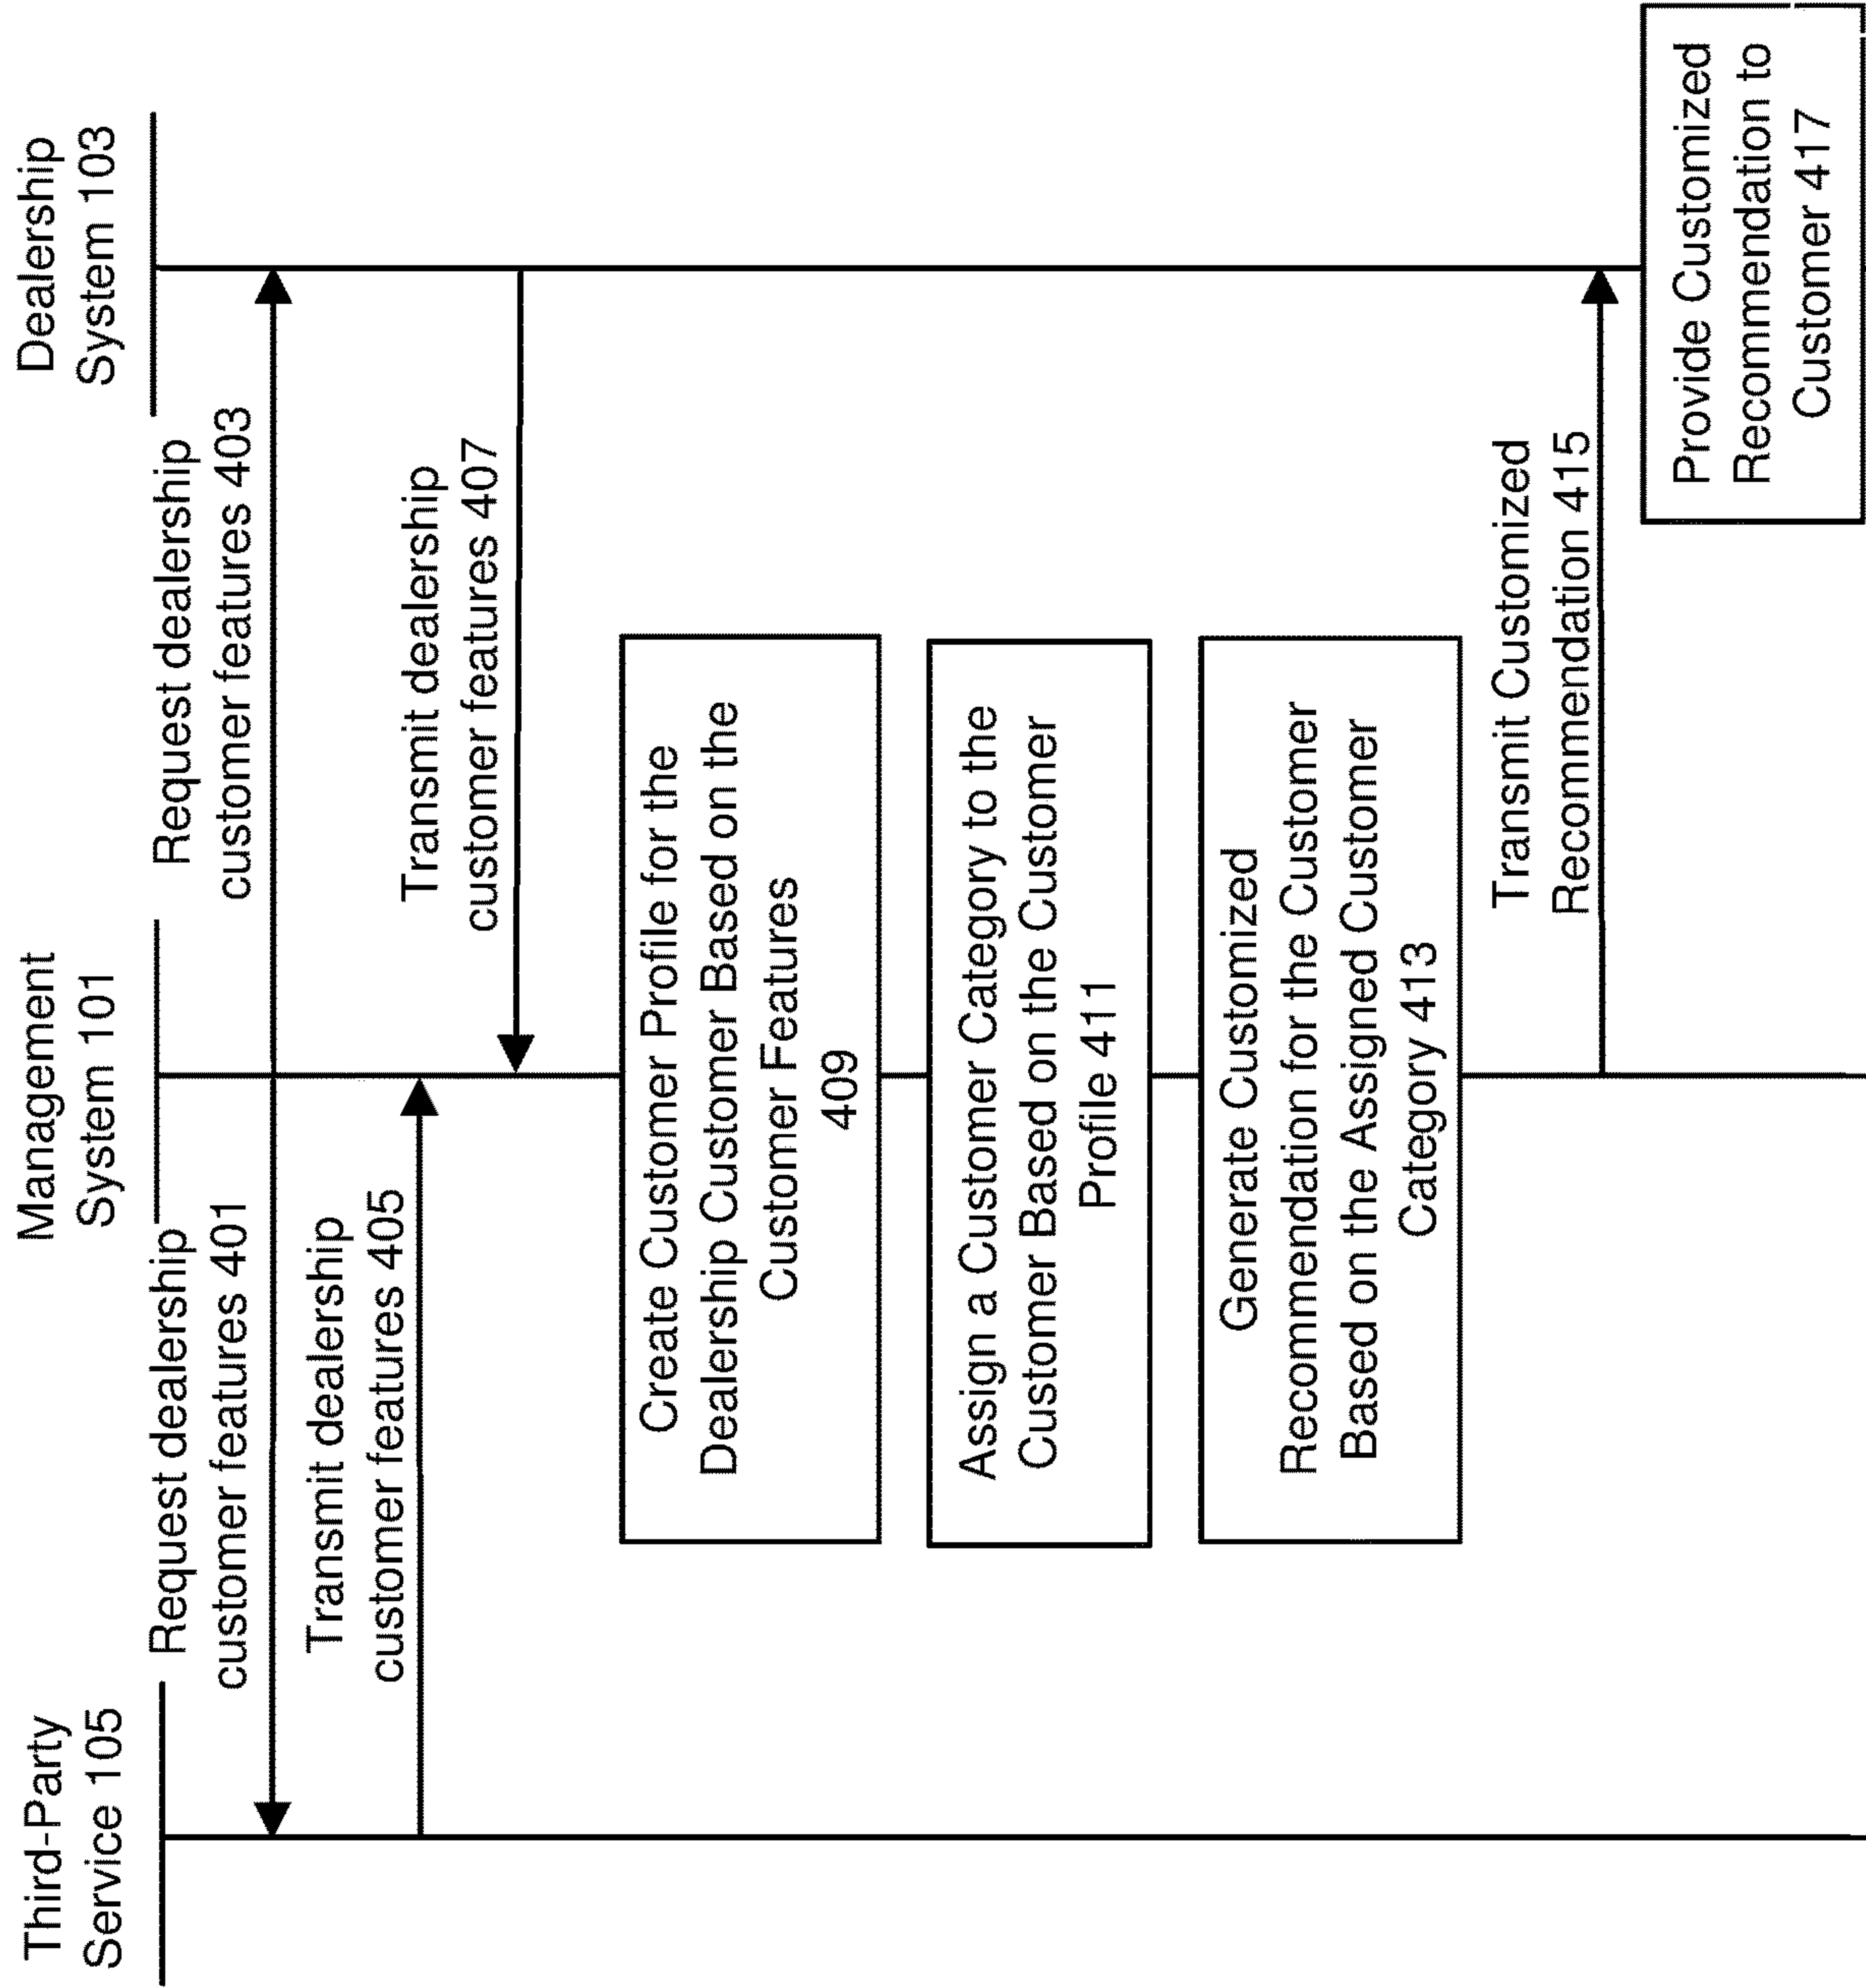 Third-Party
Service 105
Management
System 101
Dealership
System 103
Request dealership
customer features 401
Request dealership
customer features 403
Transmit dealership
customer features 405
Transmit dealership
customer features 407
Create Customer Profile for the
Dealership Customer Based on the
Customer Features
409
Assign a Customer Category to the
Customer Based on the Customer
Profile 411
Generate Customized
Recommendation for the Customer
Based on the Assigned Customer
Category 413
Transmit Customized
Recommendation 415
Provide Customized
Recommendation to
Customer 417